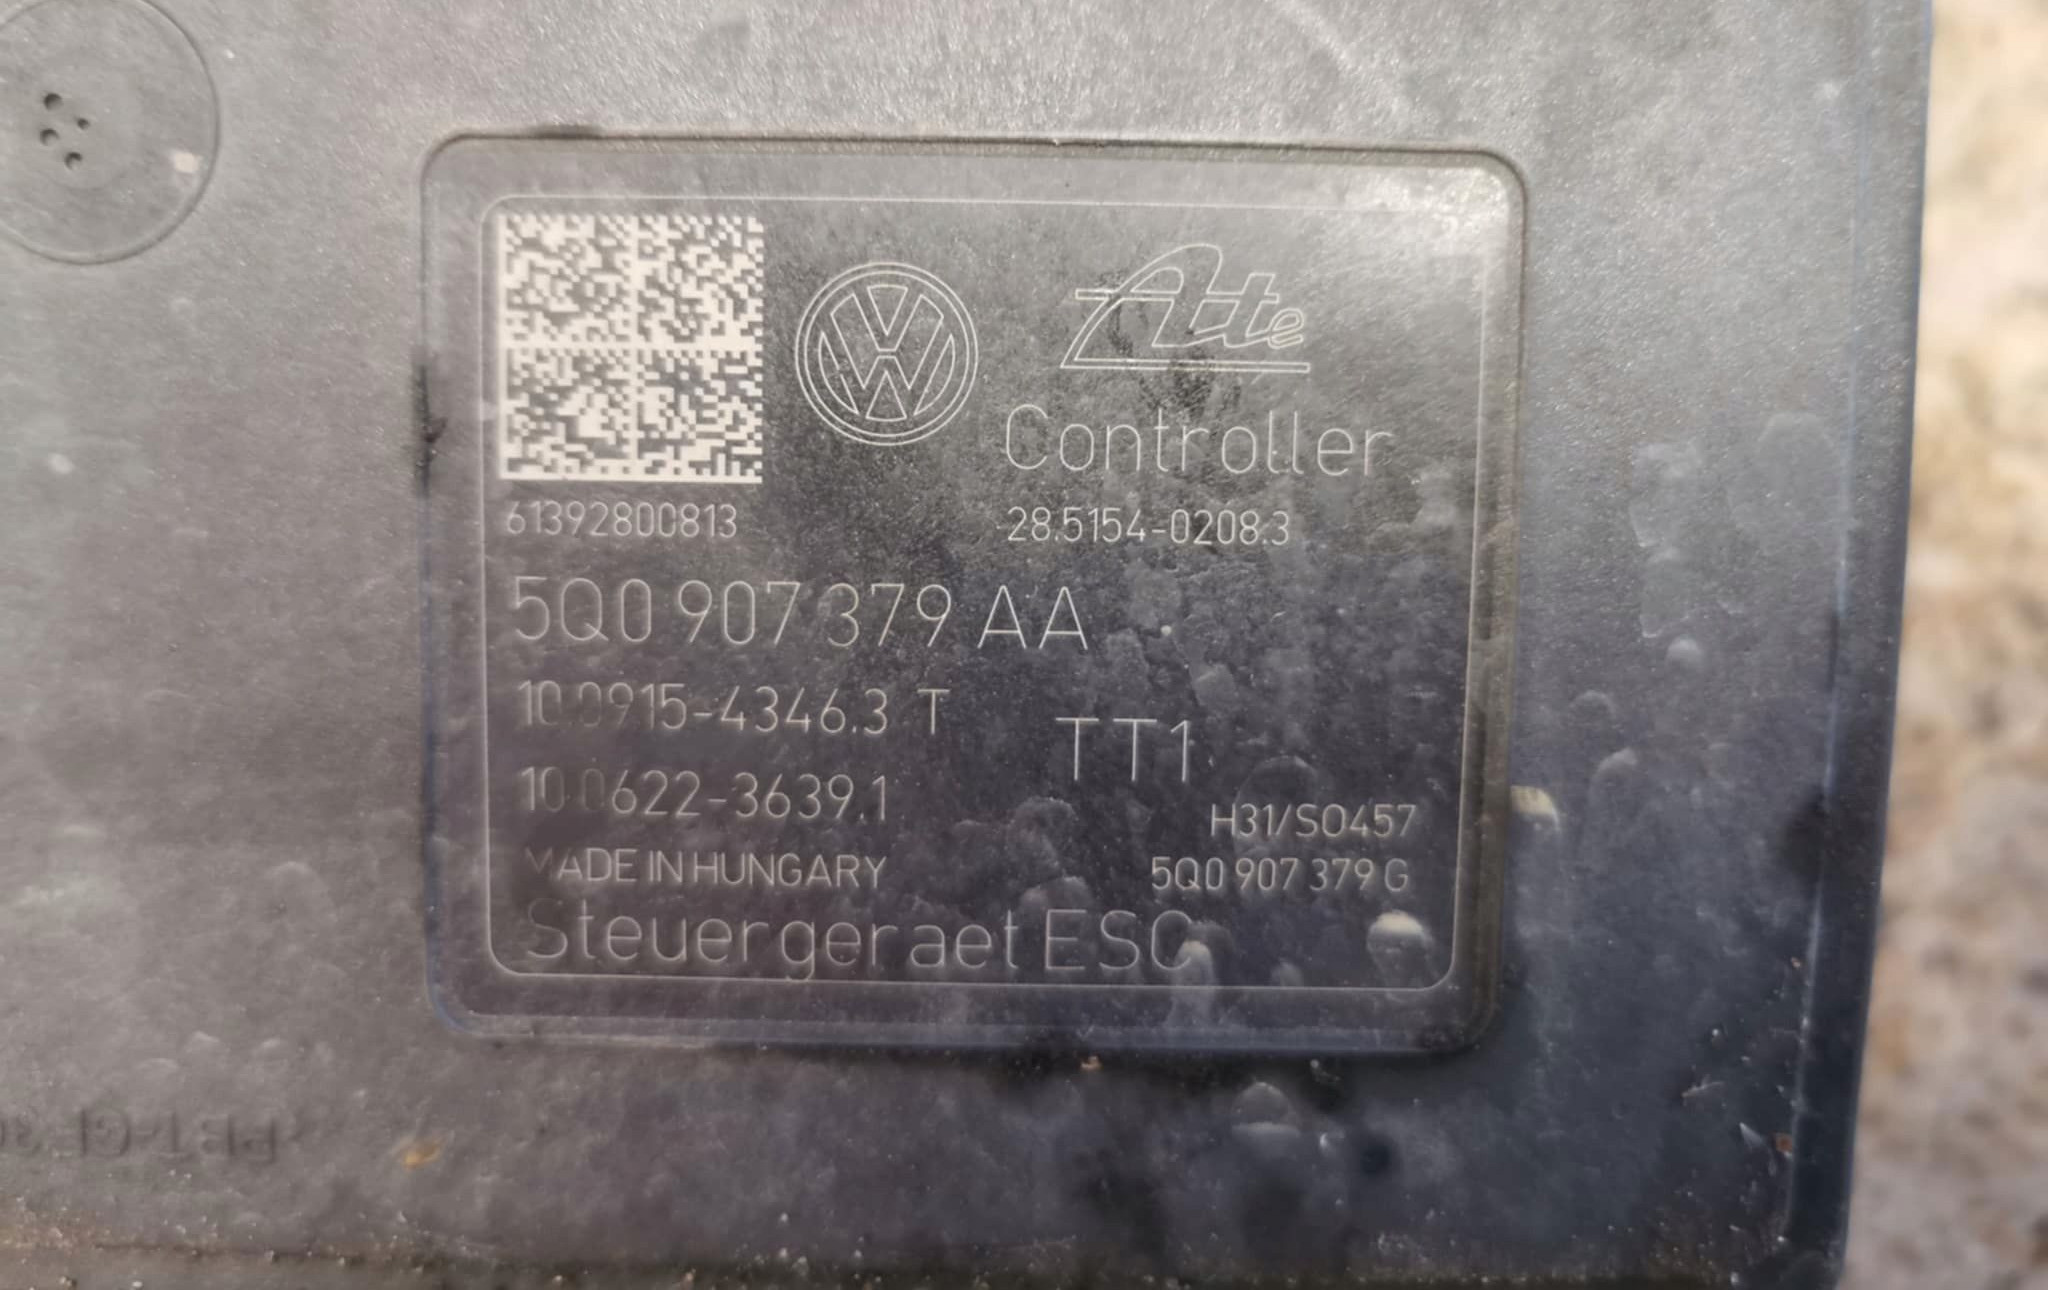 Ate
Controller
61392800813
28.5154-0208.3
5Q0 907 379 AA
10.0915-4346.3 T
TT1
10.0622-3639.1
H31/SO457
MADE IN HUNGARY
5Q0 907 379 G
Steuergeraet ESC